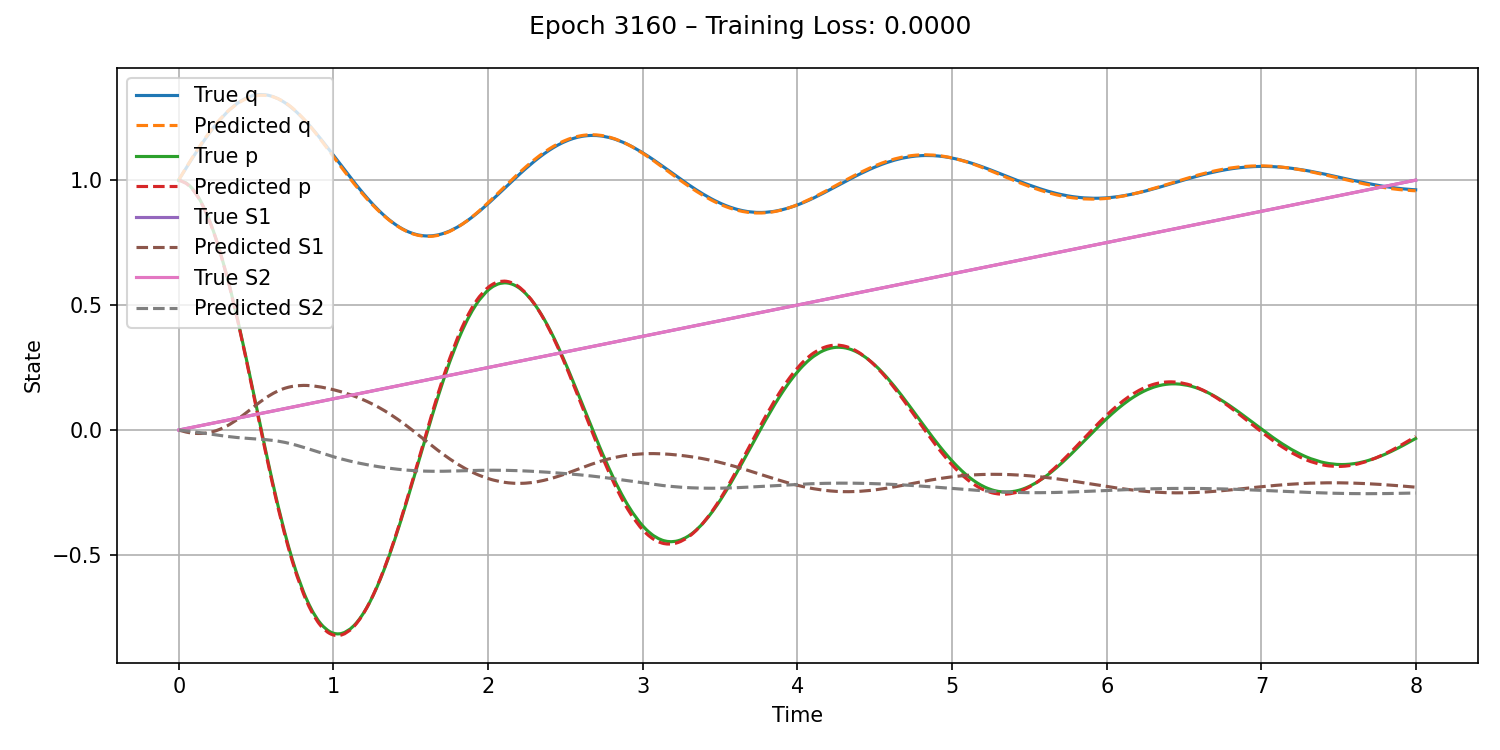 Epoch 3160 – Training Loss: 0.0000
True q
Predicted q
True p
Predicted p
True S1
Predicted S1
True S2
Predicted S2
State
1.0
0.5
0.0
−0.5
0 1 2 3 4 5 6 7 8
Time